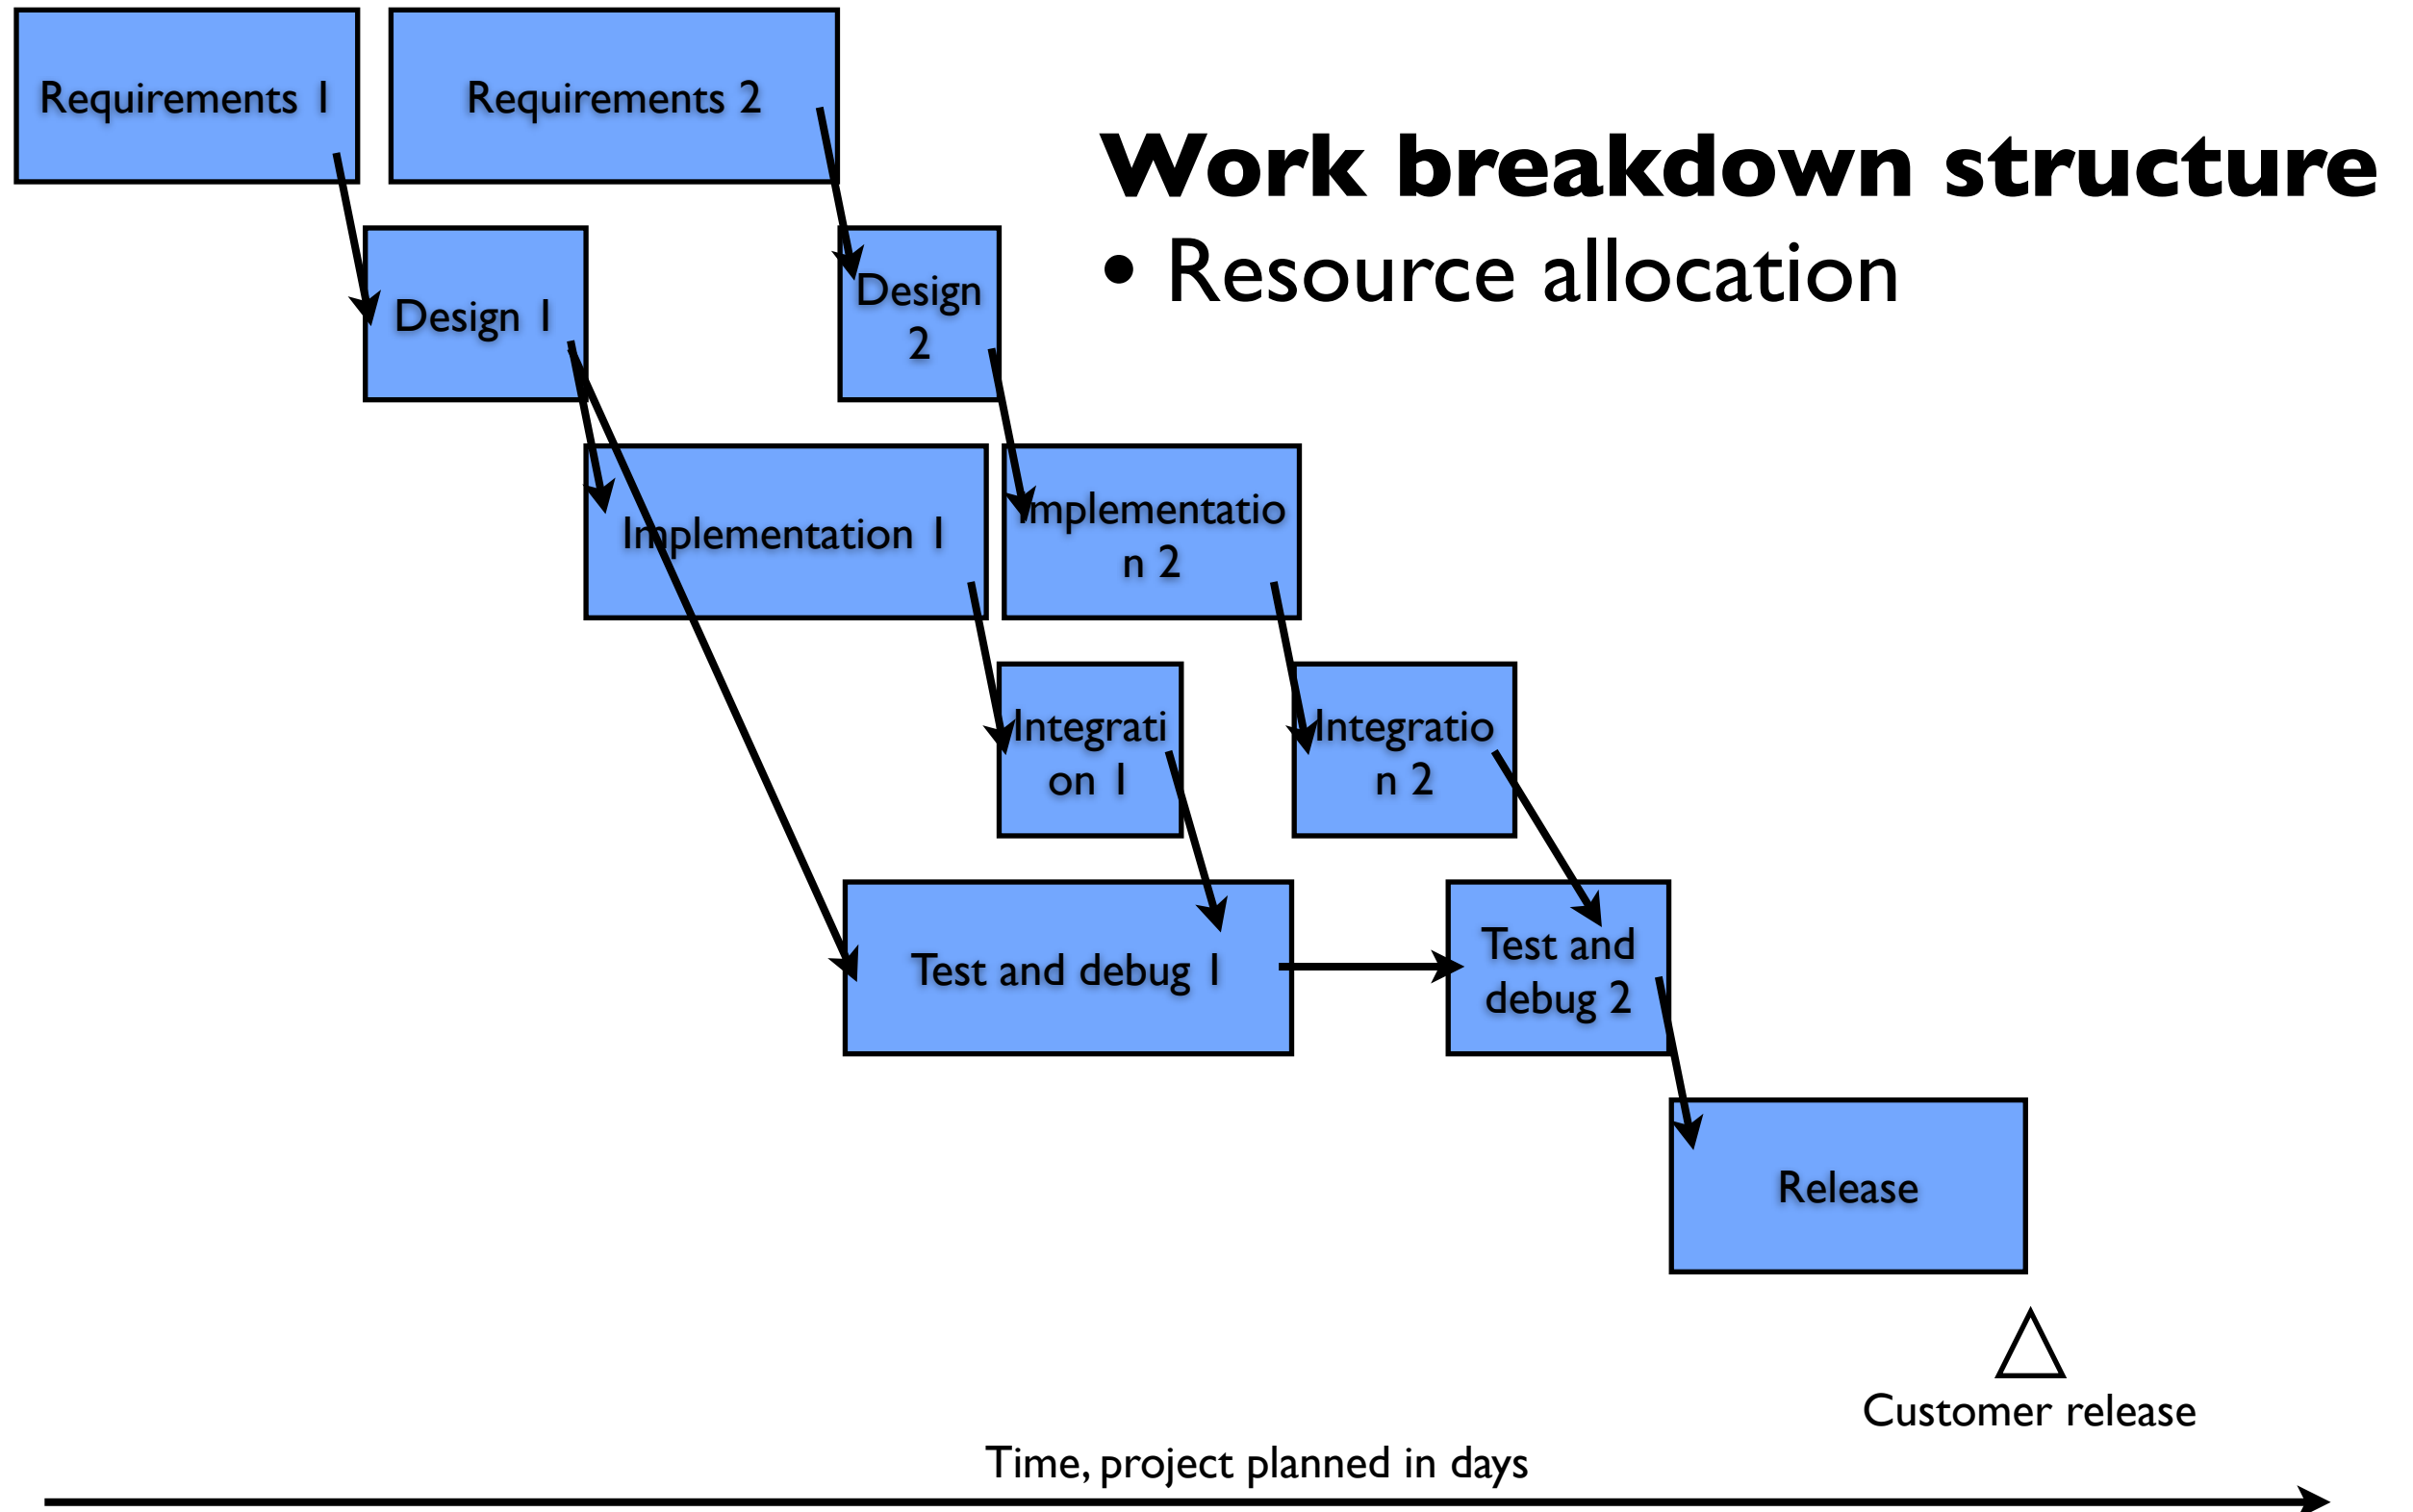 Requirements 1
Requirements 2
Work breakdown structure
• Resource allocation
Design 1
Design
2
Implementation 1
Implementatio
n 2
Integrati
on 1
Integratio
n 2
Test and debug 1
Test and
debug 2
Release
Customer release
Time, project planned in days